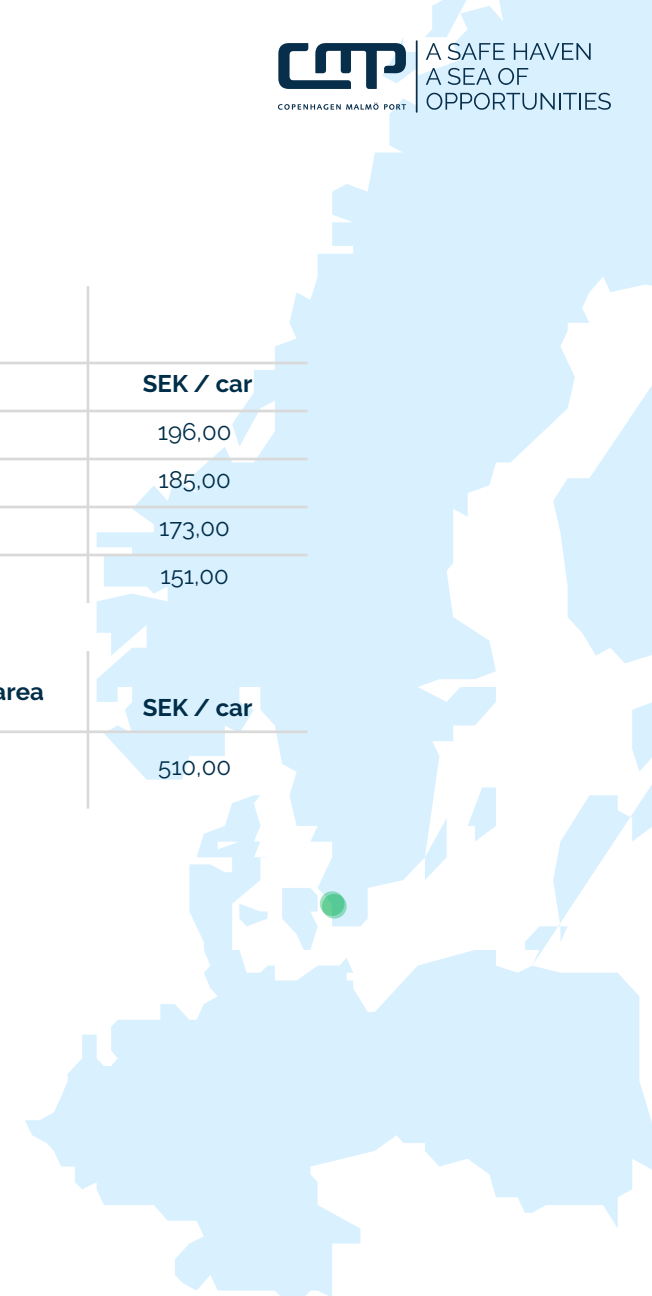 CMP
COPENHAGEN MALMÖ PORT
A SAFE HAVEN
A SEA OF
OPPORTUNITIES
SEK / car
196,00
185,00
173,00
151,00
area
SEK / car
510,00